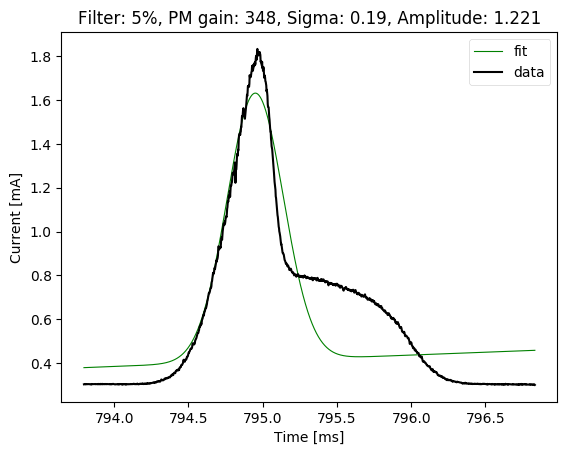 Filter: 5%, PM gain: 348, Sigma: 0.19, Amplitude: 1.221
fit
data
Current [mA]
1.8
1.6
1.4
1.2
1.0
0.8
0.6
0.4
794.0 794.5 795.0 795.5 796.0 796.5
Time [ms]